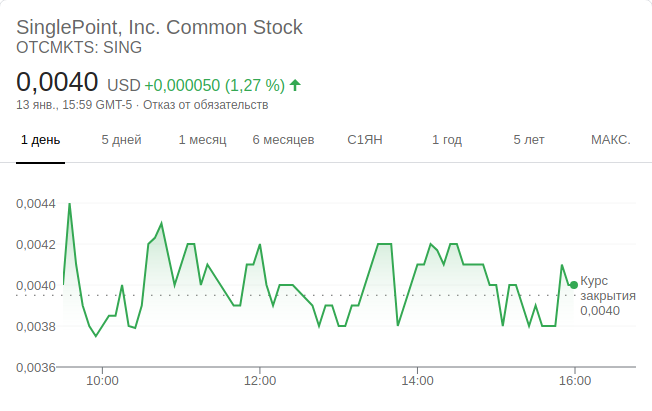 SinglePoint, Inc. Common Stock
OTCMKTS: SING
0,0040 USD +0,000050 (1,27 %)
13 янв., 15:59 GMT-5 · Отказ от обязательств
1 день 5 дней 1 месяц 6 месяцев С1ЯН 1 год 5 лет МАКС.
0,0044
0,0042
0,0040
0,0038
0,0036
Курс
закрытия
0,0040
10:00 12:00 14:00 16:00